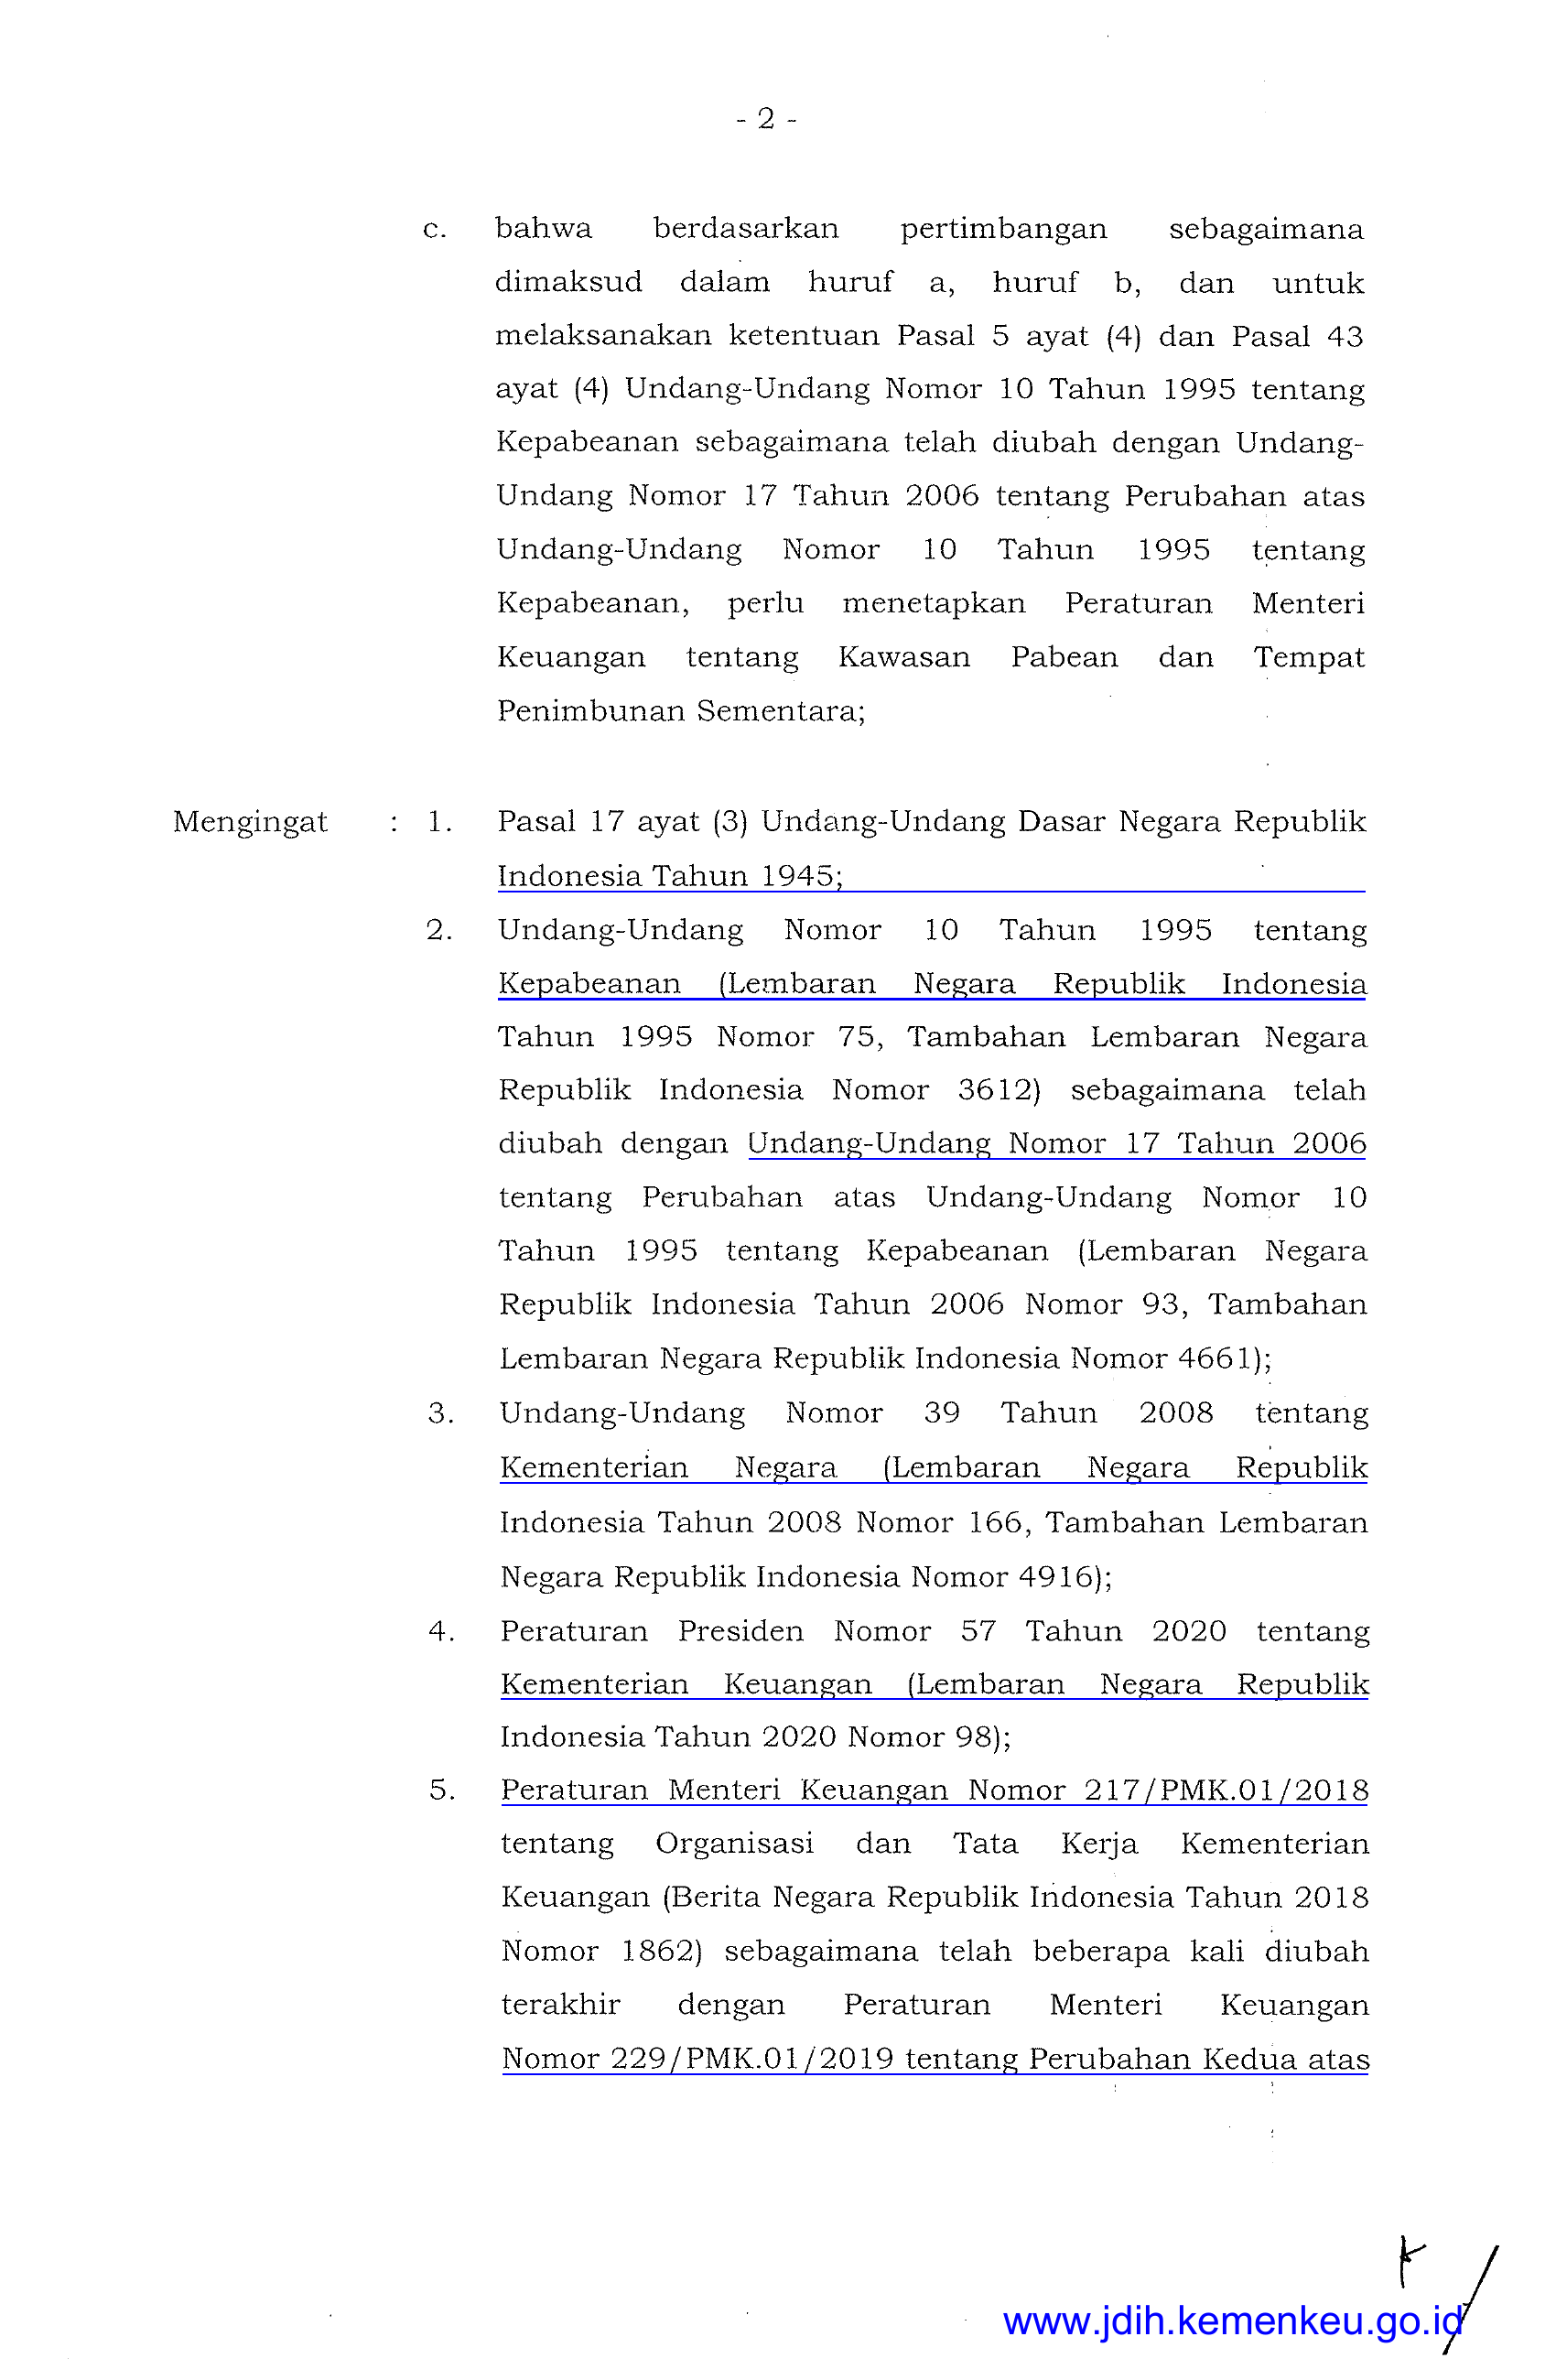 - 2 -
c. bahwa berdasarkan pertimbangan sebagaimana
dimaksud dalam huruf a, huruf b, dan untuk
melaksanakan ketentuan Pasal 5 ayat (4) dan Pasal 43
ayat (4) Undang-Undang Nomor 10 Tahun 1995 tentang
Kepabeanan sebagaimana telah diubah dengan Undang-
Undang Nomor 17 Tahun 2006 tentang Perubahan atas
Undang-Undang Nomor 10 Tahun 1995 tentang
Kepabeanan, perlu menetapkan Peraturan Menteri
Keuangan tentang Kawasan Pabean dan Tempat
Penimbunan Sementara;
Mengingat : 1. Pasal 17 ayat (3) Undang-Undang Dasar Negara Republik
Indonesia Tahun 1945;
2. Undang-Undang Nomor 10 Tahun 1995 tentang
Kepabeanan (Lembaran Negara Republik Indonesia
Tahun 1995 Nomor 75, Tambahan Lembaran Negara
Republik Indonesia Nomor 3612) sebagaimana telah
diubah dengan Undang-Undang Nomor 17 Tahun 2006
tentang Perubahan atas Undang-Undang Nomor 10
Tahun 1995 tentang Kepabeanan (Lembaran Negara
Republik Indonesia Tahun 2006 Nomor 93, Tambahan
Lembaran Negara Republik Indonesia Nomor 4661);
3. Undang-Undang Nomor 39 Tahun 2008 tentang
Kementerian Negara (Lembaran Negara Republik
Indonesia Tahun 2008 Nomor 166, Tambahan Lembaran
Negara Republik Indonesia Nomor 4916);
4. Peraturan Presiden Nomor 57 Tahun 2020 tentang
Kementerian Keuangan (Lembaran Negara Republik
Indonesia Tahun 2020 Nomor 98);
5. Peraturan Menteri Keuangan Nomor 217/PMK.01/2018
tentang Organisasi dan Tata Kerja Kementerian
Keuangan (Berita Negara Republik Indonesia Tahun 2018
Nomor 1862) sebagaimana telah beberapa kali diubah
terakhir dengan Peraturan Menteri Keuangan
Nomor 229/PMK.01/2019 tentang Perubahan Kedua atas
www.jdih.kemenkeu.go.id